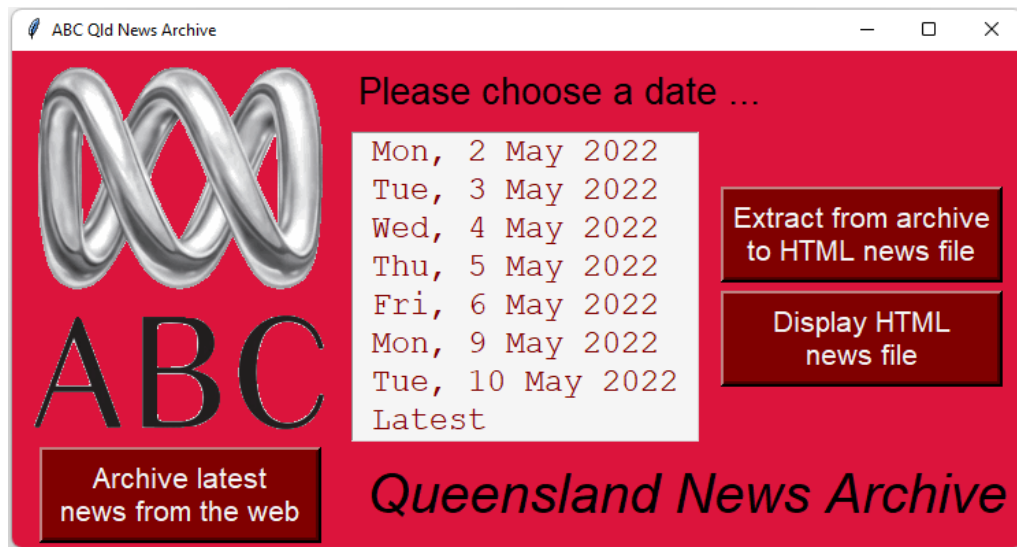 ABC Qld News Archive
Please choose a date ...
Mon, 2 May 2022
Tue, 3 May 2022
Wed, 4 May 2022
Thu, 5 May 2022
Fri, 6 May 2022
Mon, 9 May 2022
Tue, 10 May 2022
Latest
Extract from archive
to HTML news file
Display HTML
news file
ABC
Archive latest
news from the web
Queensland News Archive